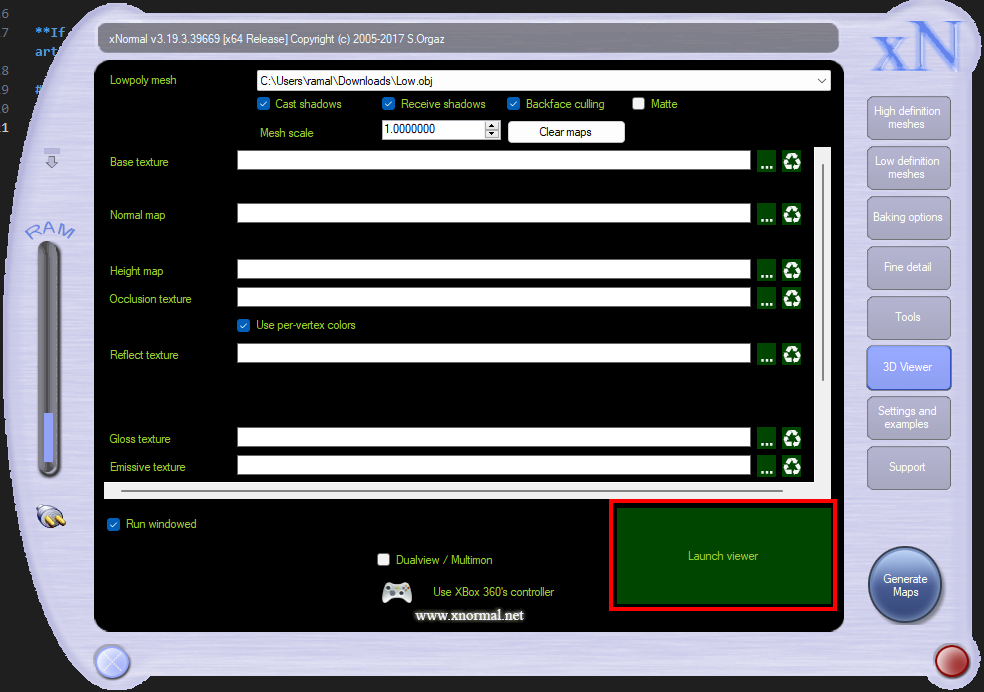 6
7 **If
art
8
9 #
0
1
xNormal v3.19.3.39669 [x64 Release] Copyright (c) 2005-2017 S.Orgaz
xN
Lowpoly mesh C:\Users\ramal\Downloads\Low.obj
Cast shadows Receive shadows Backface culling Matte
Mesh scale 1.0000000 Clear maps
Base texture ...
Normal map ...
Height map ...
Occlusion texture ...
Use per-vertex colors
Reflect texture ...
Gloss texture ...
Emissive texture ...
Run windowed
Launch viewer
Dualview / Multimon
Use XBox 360's controller
www.xnormal.net
RAM
High definition
meshes
Low definition
meshes
Baking options
Fine detail
Tools
3D Viewer
Settings and
examples
Support
Generate
Maps